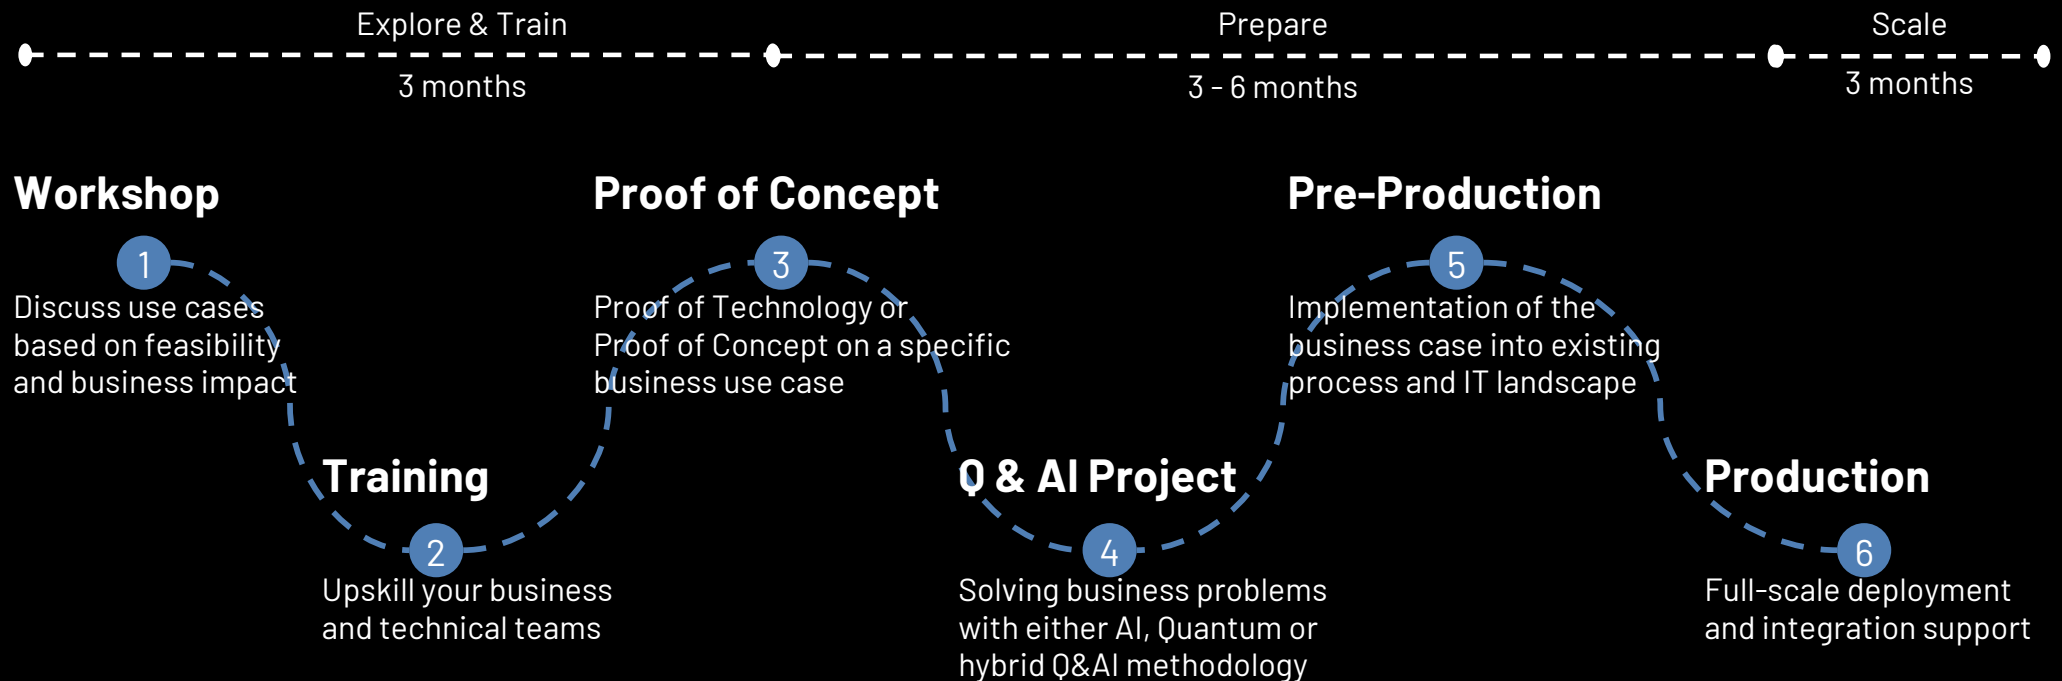 Explore & Train
3 months
Prepare
3 - 6 months
Scale
3 months
Workshop
1
Discuss use cases
based on feasibility
and business impact
Training
2
Upskill your business
and technical teams
Proof of Concept
3
Proof of Technology or
Proof of Concept on a specific
business use case
Q & AI Project
4
Solving business problems
with either AI, Quantum or
hybrid Q&AI methodology
Pre-Production
5
Implementation of the
business case into existing
process and IT landscape
Production
6
Full-scale deployment
and integration support